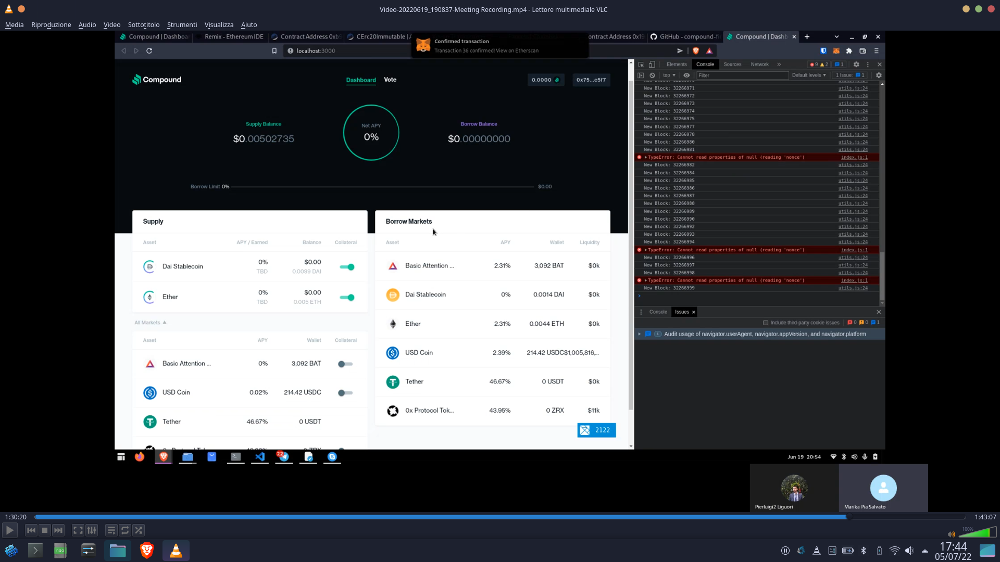 Video-20220619_190837-Meeting Recording.mp4 - Lettore multimediale VLC
Media Riproduzione Audio Video Sottotitolo Strumenti Visualizza Aiuto
Compound | Dashboa
Remix - Ethereum IDE
Contract Address 0xb9
CErc20Immutable | A
ontract Address 0x19
GitHub - compound-fi
Compound | Dashb
Confirmed transaction
Transaction 36 confirmed! View on Etherscan
localhost:3000
Compound
Dashboard Vote
0.0000
0x75...c5f7
Supply Balance
$0.00502735
Net APY
0%
Borrow Balance
$0.00000000
Borrow Limit 0%
$0.00
Supply
Asset APY / Earned Balance Collateral
Dai Stablecoin 0% $0.00
TBD 0.0099 DAI
Ether 0% $0.00
TBD 0.005 ETH
All Markets
Asset APY Wallet Collateral
Basic Attention ... 0% 3,092 BAT
USD Coin 0.02% 214.42 USDC
Tether 46.67% 0 USDT
Borrow Markets
Asset APY Wallet Liquidity
Basic Attention ... 2.31% 3,092 BAT $0k
Dai Stablecoin 0% 0.0014 DAI $0k
Ether 2.31% 0.0044 ETH $0k
USD Coin 2.39% 214.42 USDC$1,005,816,...
Tether 46.67% 0 USDT $0k
0x Protocol Tok... 43.95% 0 ZRX $11k
2122
Elements Console Sources Network » 9 2 1
top Filter Default levels 1 Issue: 1
New Block: 32266971 utils.js:24
New Block: 32266972 utils.js:24
New Block: 32266973 utils.js:24
New Block: 32266974 utils.js:24
New Block: 32266975 utils.js:24
New Block: 32266977 utils.js:24
New Block: 32266978 utils.js:24
New Block: 32266980 utils.js:24
New Block: 32266981 utils.js:24
TypeError: Cannot read properties of null (reading 'nonce') index.js:1
New Block: 32266982 utils.js:24
New Block: 32266984 utils.js:24
New Block: 32266985 utils.js:24
New Block: 32266986 utils.js:24
New Block: 32266987 utils.js:24
New Block: 32266988 utils.js:24
New Block: 32266989 utils.js:24
New Block: 32266990 utils.js:24
New Block: 32266992 utils.js:24
New Block: 32266993 utils.js:24
New Block: 32266994 utils.js:24
TypeError: Cannot read properties of null (reading 'nonce') index.js:1
New Block: 32266996 utils.js:24
New Block: 32266997 utils.js:24
New Block: 32266998 utils.js:24
TypeError: Cannot read properties of null (reading 'nonce') index.js:1
New Block: 32266999 utils.js:24
Console Issues
Include third-party cookie issues 0 0 1
1 Audit usage of navigator.userAgent, navigator.appVersion, and navigator.platform
22
Jun 19 20:54
Pierluigi2 Liguori
Marika Pia Salvato
1:30:20
1:43:07
100%
nqq
17:44
05/07/22